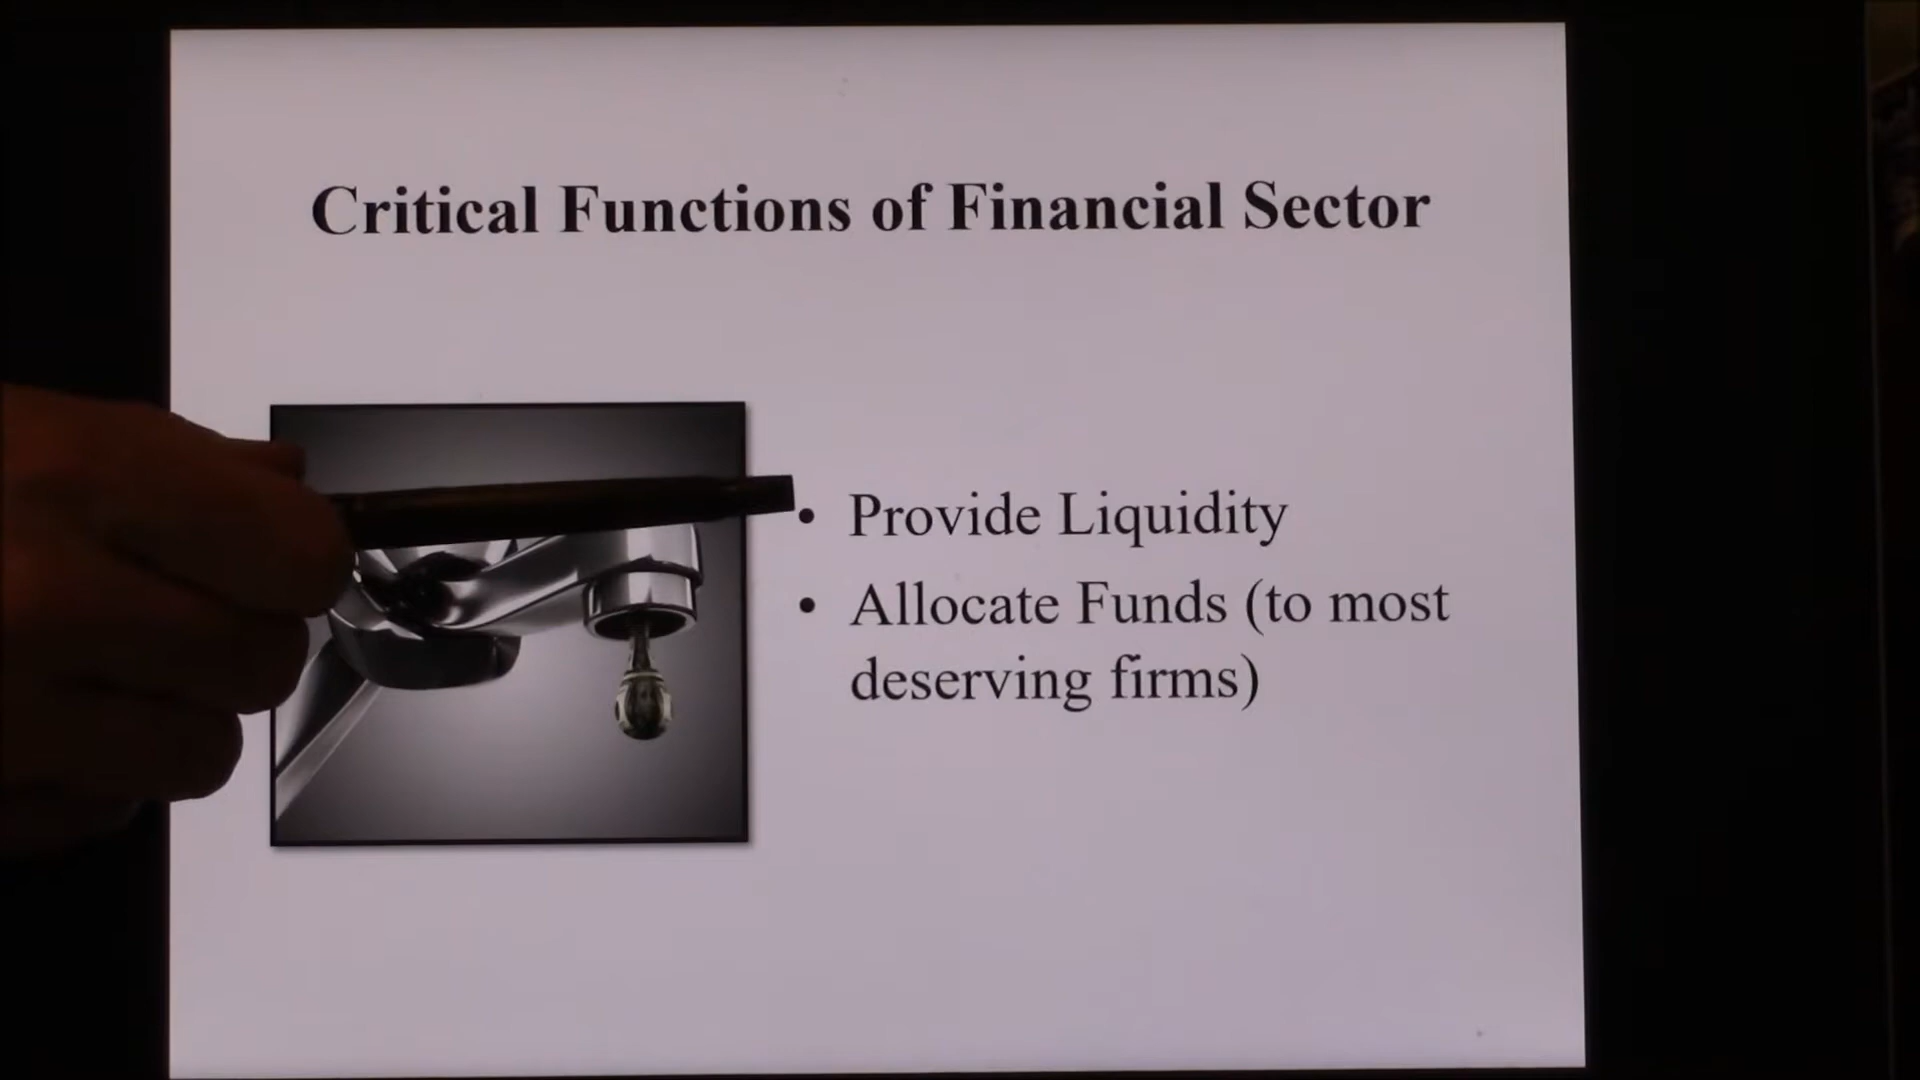 Critical Functions of Financial Sector
• Provide Liquidity
• Allocate Funds (to most
deserving firms)